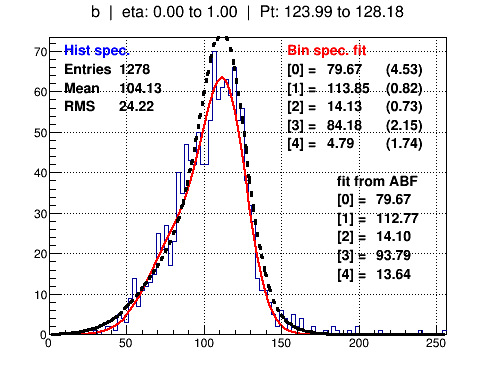 b | eta: 0.00 to 1.00 | Pt: 123.99 to 128.18
Hist spec.
Entries 1278
Mean 104.13
RMS 24.22
Bin spec. fit
[0] = 79.67 (4.53)
[1] = 113.85 (0.82)
[2] = 14.13 (0.73)
[3] = 84.18 (2.15)
[4] = 4.79 (1.74)
fit from ABF
[0] = 79.67
[1] = 112.77
[2] = 14.10
[3] = 93.79
[4] = 13.64
70
60
50
40
30
20
10
0
0 50 100 150 200 250